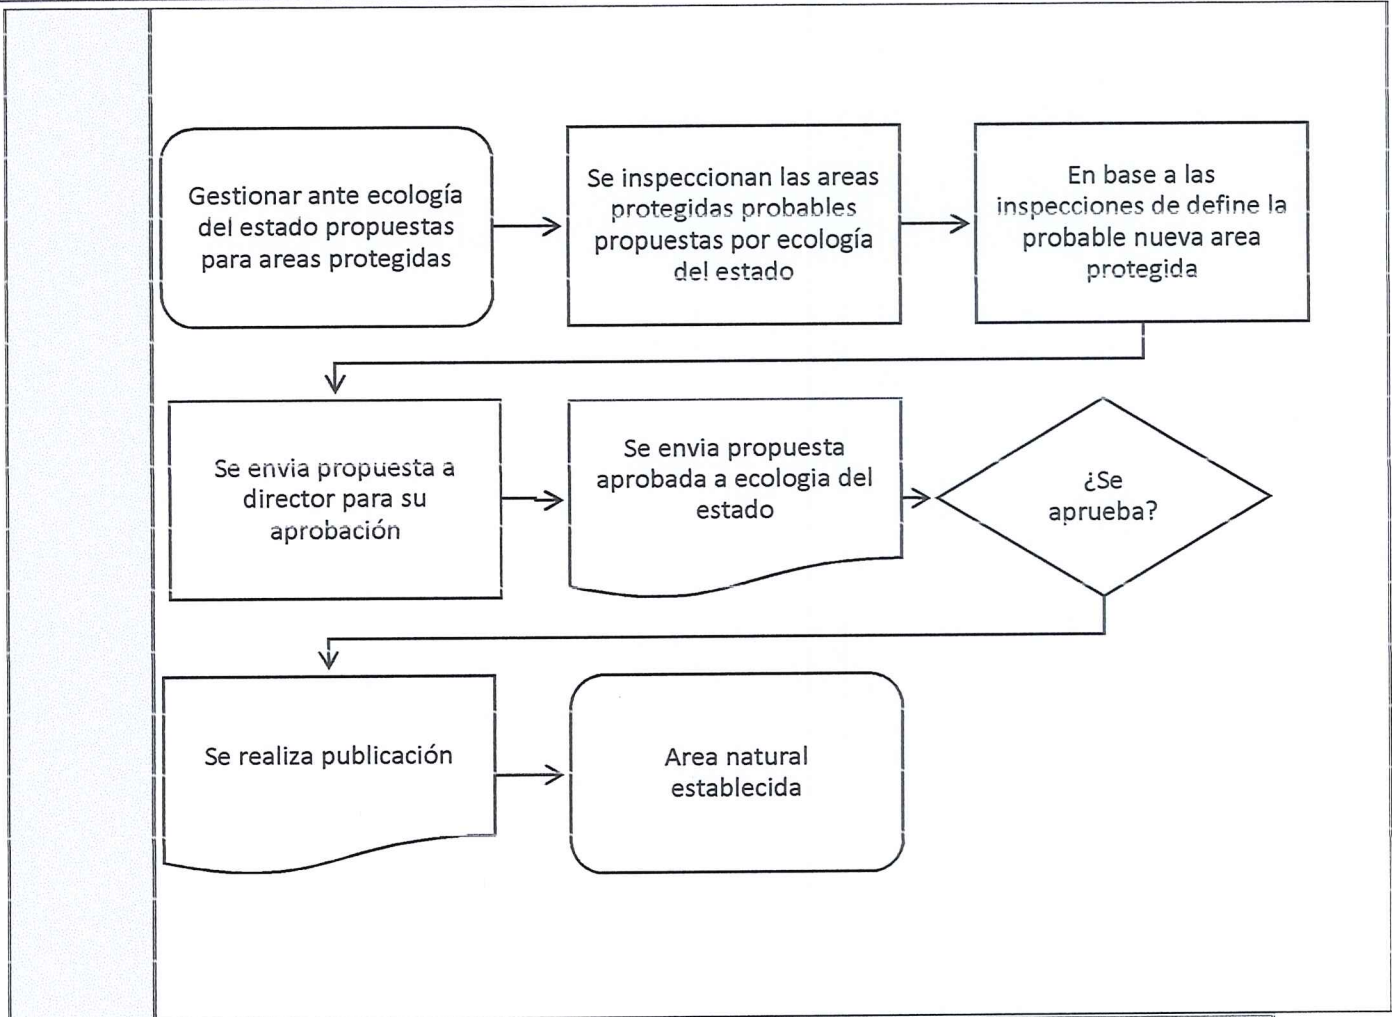 Gestionar ante ecología
del estado propuestas
para areas protegidas
Se inspeccionan las areas
protegidas probables
propuestas por ecología
del estado
En base a las
inspecciones de define la
probable nueva area
protegida
Se envia propuesta a
director para su
aprobación
Se envia propuesta
aprobada a ecologia del
estado
¿Se
aprueba?
Se realiza publicación
Area natural
establecida